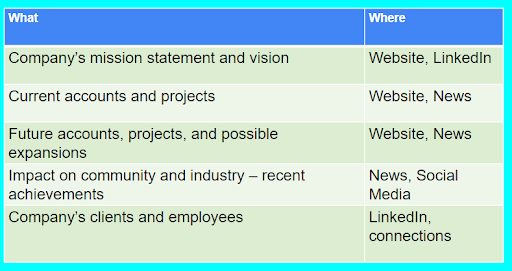 What
Where
Company’s mission statement and vision
Website, LinkedIn
Current accounts and projects
Website, News
Future accounts, projects, and possible
expansions
Website, News
Impact on community and industry – recent
achievements
News, Social
Media
Company’s clients and employees
LinkedIn,
connections